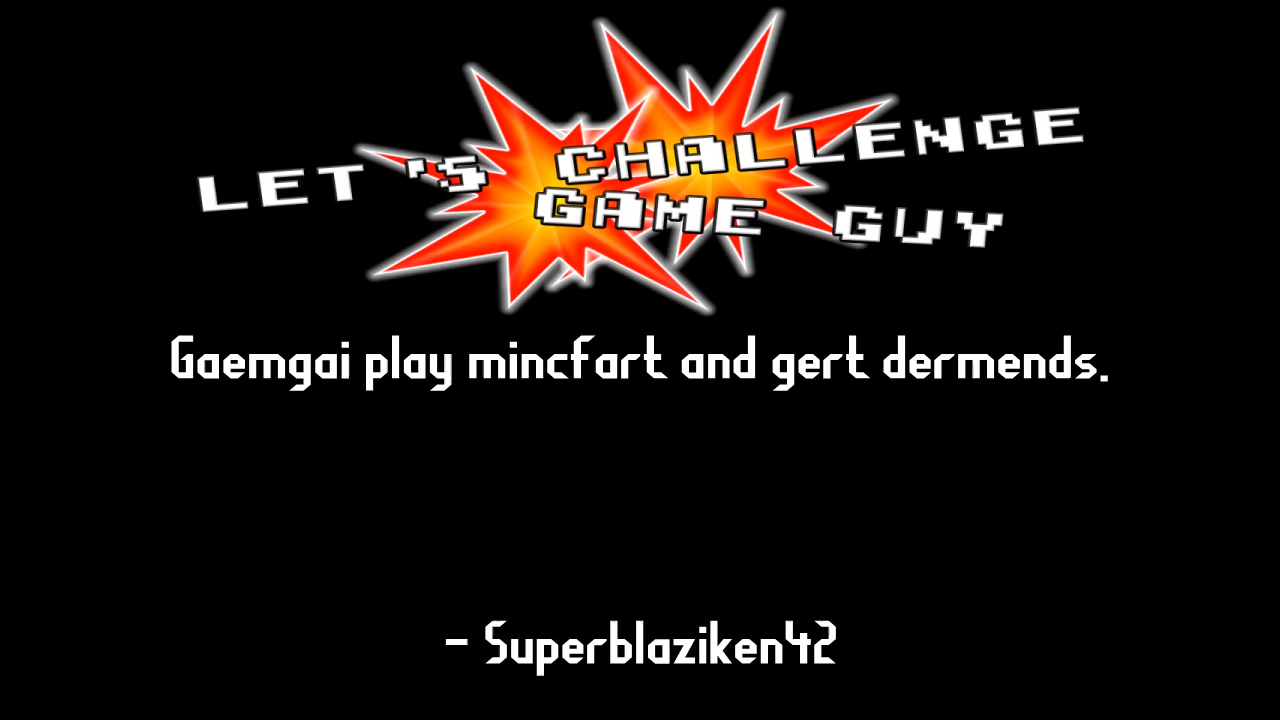 LET'S CHALLENGE
GAME GUY
Gaemgai play mincfart and gert dermends.
- Superblaziken42